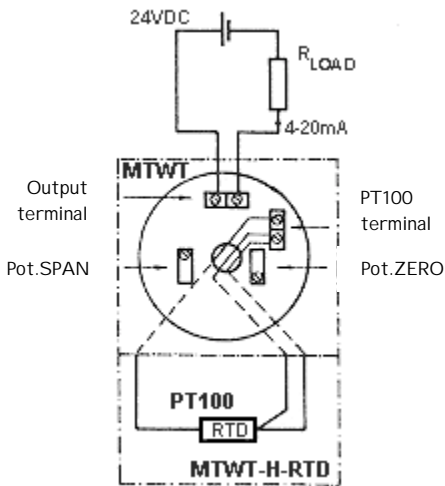 24VDC
R LOAD
4-20mA
MTWT
Output
terminal
PT100
terminal
Pot.SPAN
Pot.ZERO
PT100
RTD
MTWT-H-RTD